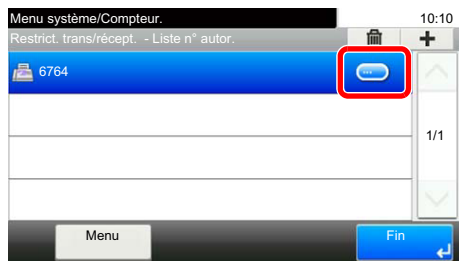 Menu système/Compteur. 10:10
Restrict. trans/récept. - Liste n° autor.
6764
1/1
Menu Fin